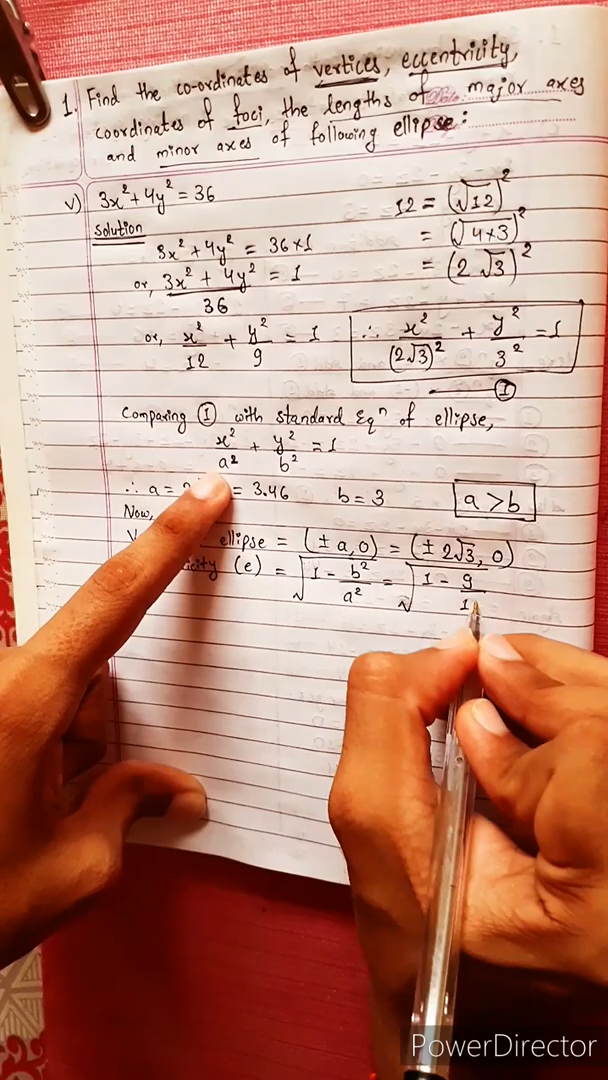 1. Find the co-ordinates of vertices, eccentricity,
coordinates of foci, the lengths of major axes
and minor axes of following ellipse:
v) 3x² + 4y² = 36
Solution
3x² + 4y² = 36×1
or, 3x² + 4y² / 36 = 1
or, x²/12 + y²/9 = 1
12 = (√12)²
= (√4×3)²
= (2√3)²
∴ x²/(2√3)² + y²/3² = 1
①
Comparing ① with standard Eqⁿ of ellipse,
x²/a² + y²/b² = 1
∴ a = = 3.46 b = 3 a > b
Now,
ellipse = (± a, 0) = (± 2√3, 0)
(e) = √1 - b²/a² = √1 - 9/1
PowerDirector